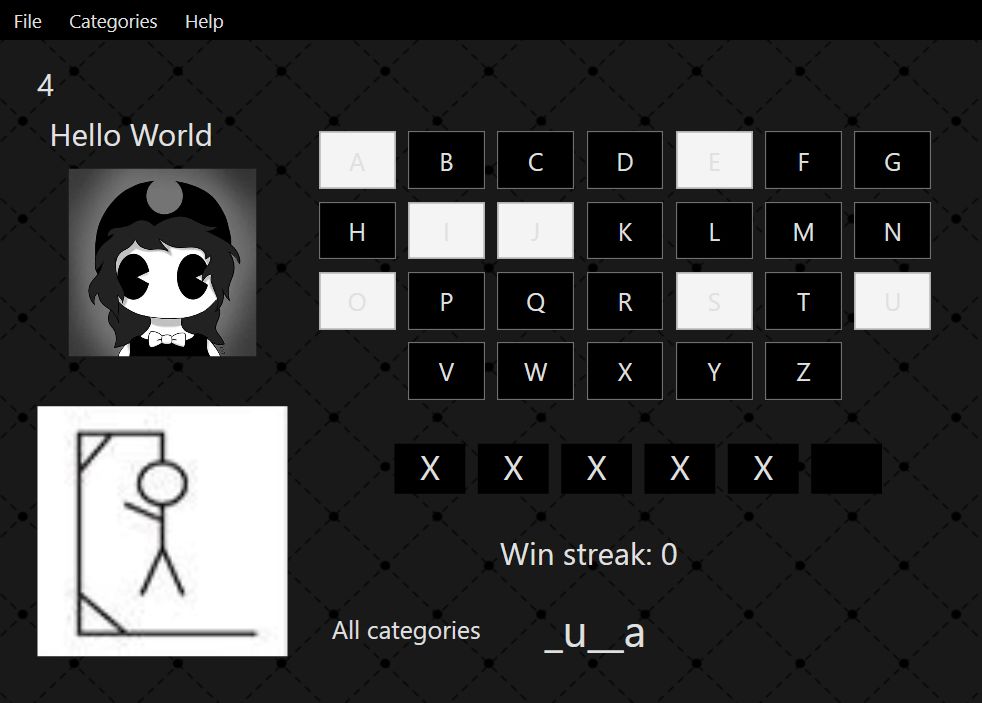 File Categories Help
4
Hello World
A B C D E F G
H I J K L M N
O P Q R S T U
V W X Y Z
X X X X X
Win streak: 0
All categories
_u__a